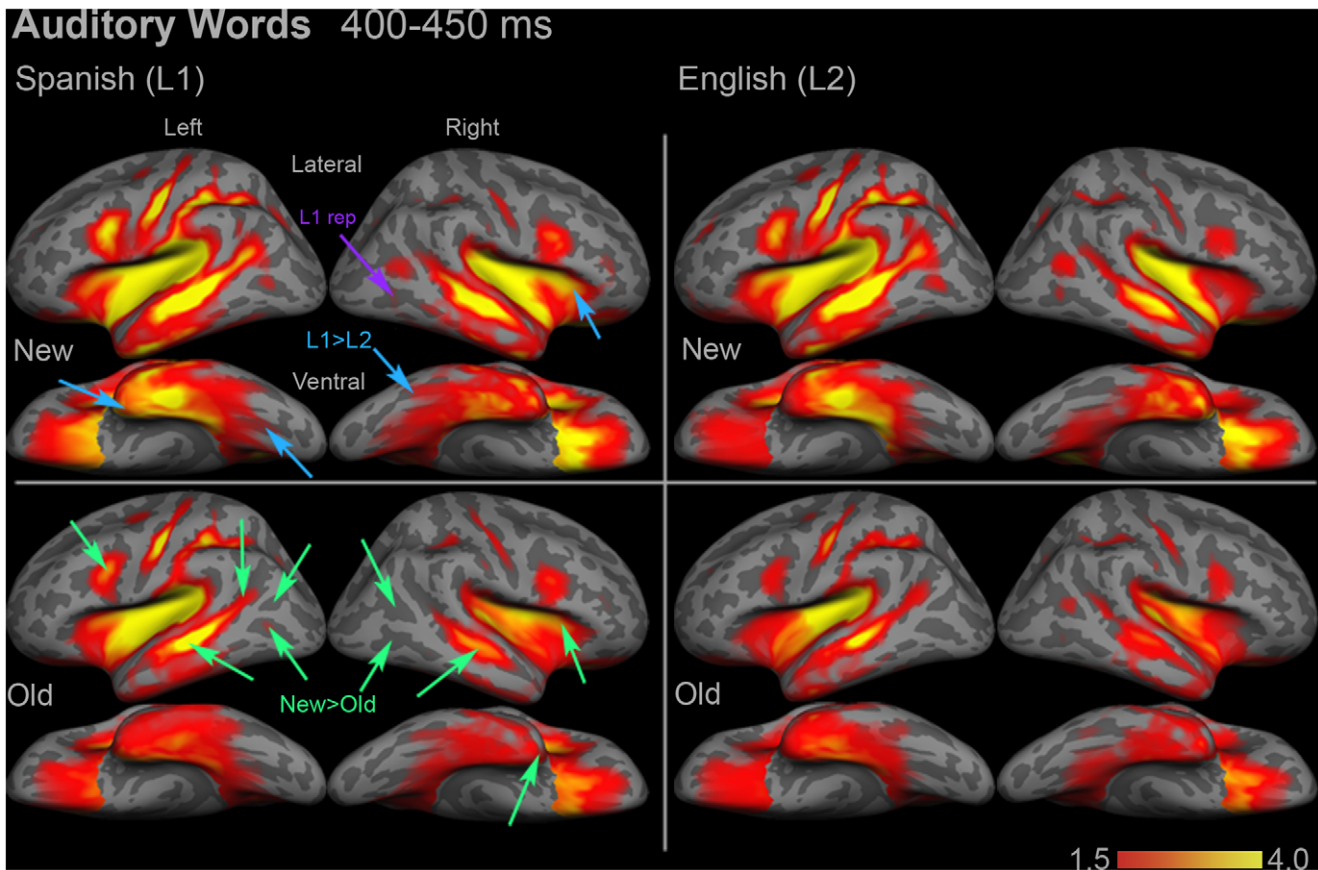 Auditory Words 400-450 ms
Spanish (L1)
English (L2)
Left
Right
Lateral
L1 rep
New
L1>L2
Ventral
New
Old
New>Old
Old
1.5
4.0